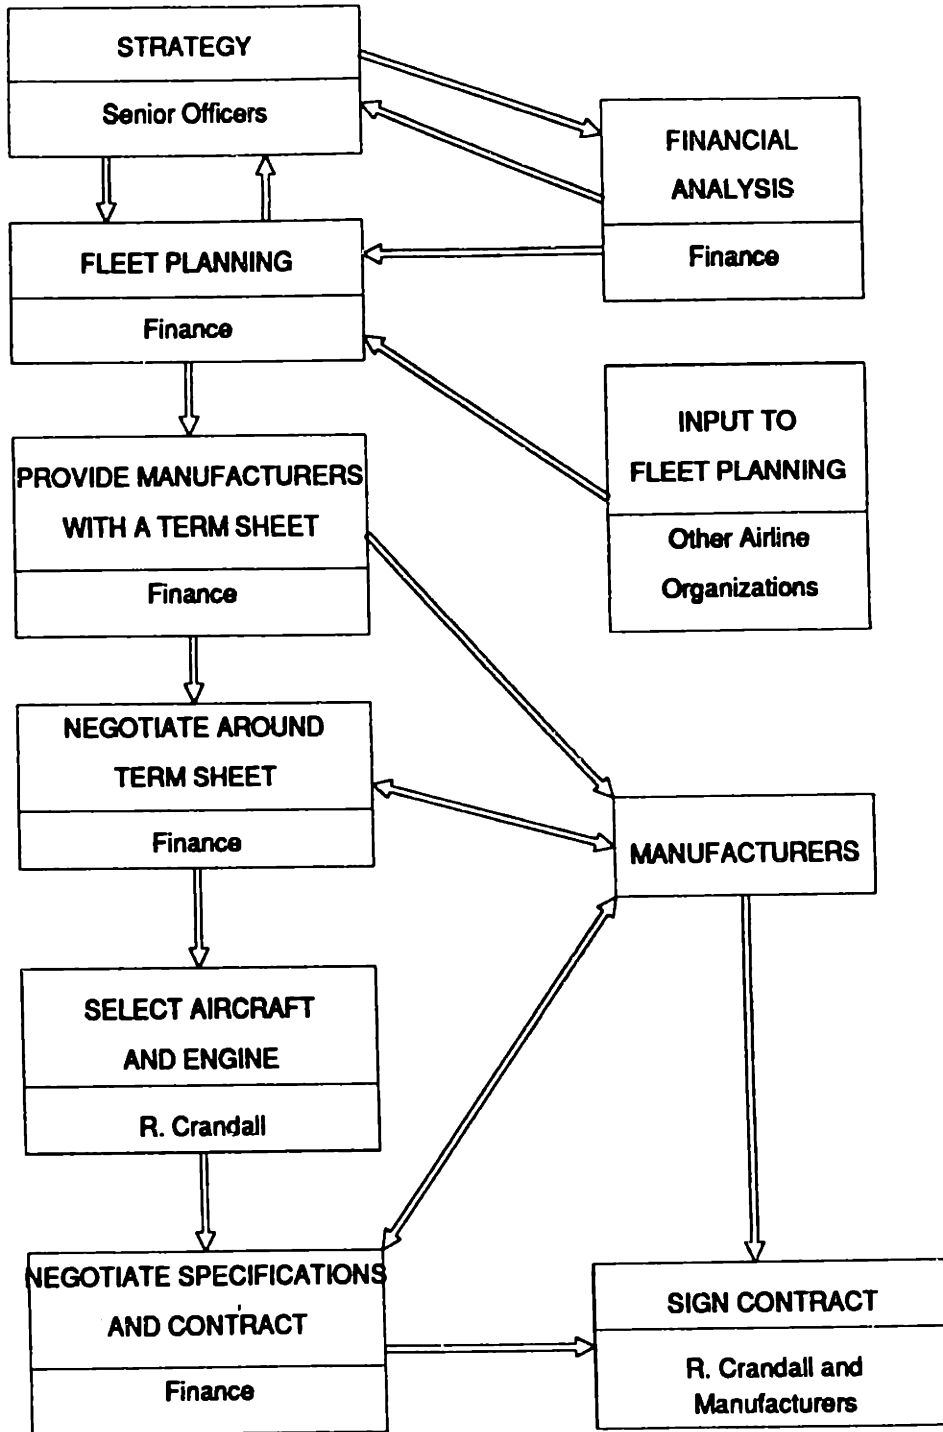 STRATEGY
Senior Officers
FINANCIAL
ANALYSIS
Finance
FLEET PLANNING
Finance
INPUT TO
FLEET PLANNING
Other Airline
Organizations
PROVIDE MANUFACTURERS
WITH A TERM SHEET
Finance
NEGOTIATE AROUND
TERM SHEET
Finance
MANUFACTURERS
SELECT AIRCRAFT
AND ENGINE
R. Crandall
NEGOTIATE SPECIFICATIONS
AND CONTRACT
Finance
SIGN CONTRACT
R. Crandall and
Manufacturers